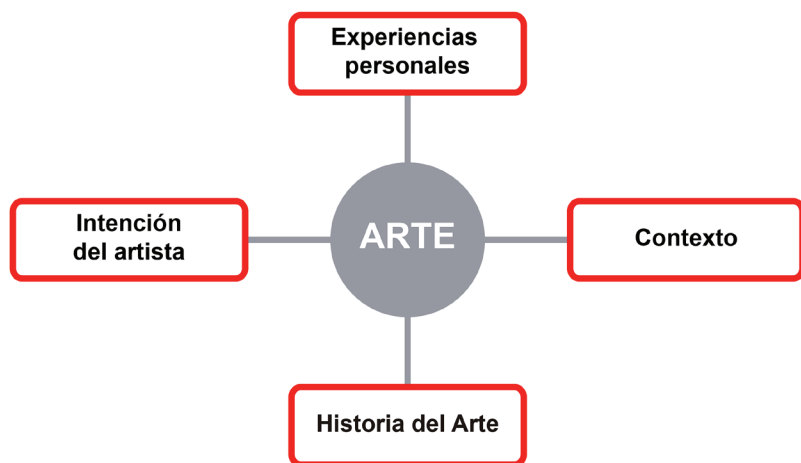 Experiencias
personales
Intención
del artista
ARTE
Contexto
Historia del Arte